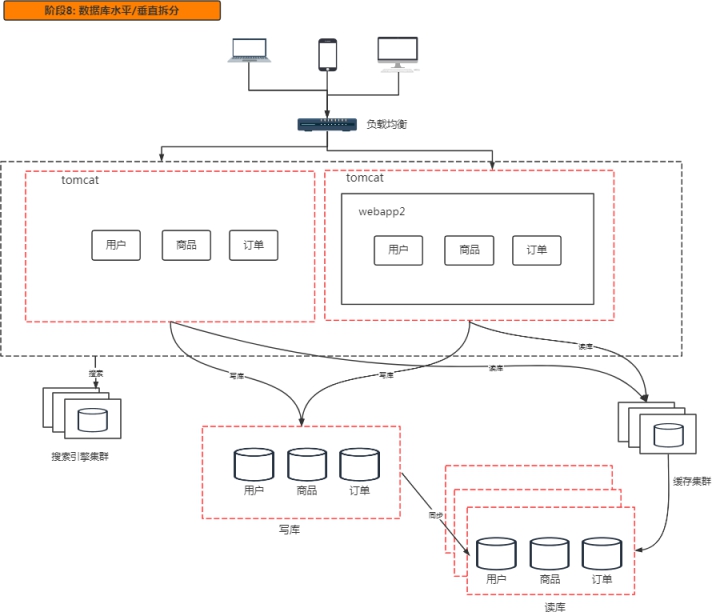 阶段8: 数据库水平/垂直拆分
负载均衡
tomcat
用户
商品
订单
tomcat
webapp2
用户
商品
订单
搜索
写库
写库
读库
读库
搜索引擎集群
缓存集群
用户
商品
订单
写库
同步
用户
商品
订单
读库